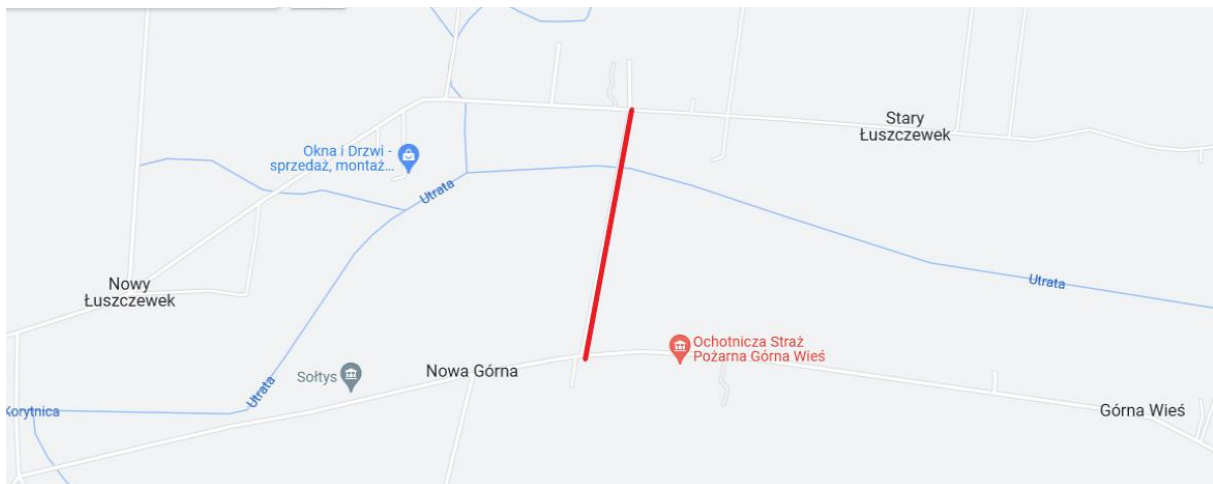 Stary
Łuszczewek
Okna i Drzwi -
sprzedaż, montaż...
Utrata
Nowy
Łuszczewek
Utrata
Ochotnicza Straż
Pożarna Górna Wieś
Sołtys
Nowa Górna
Utrata
Korytnica
Górna Wieś